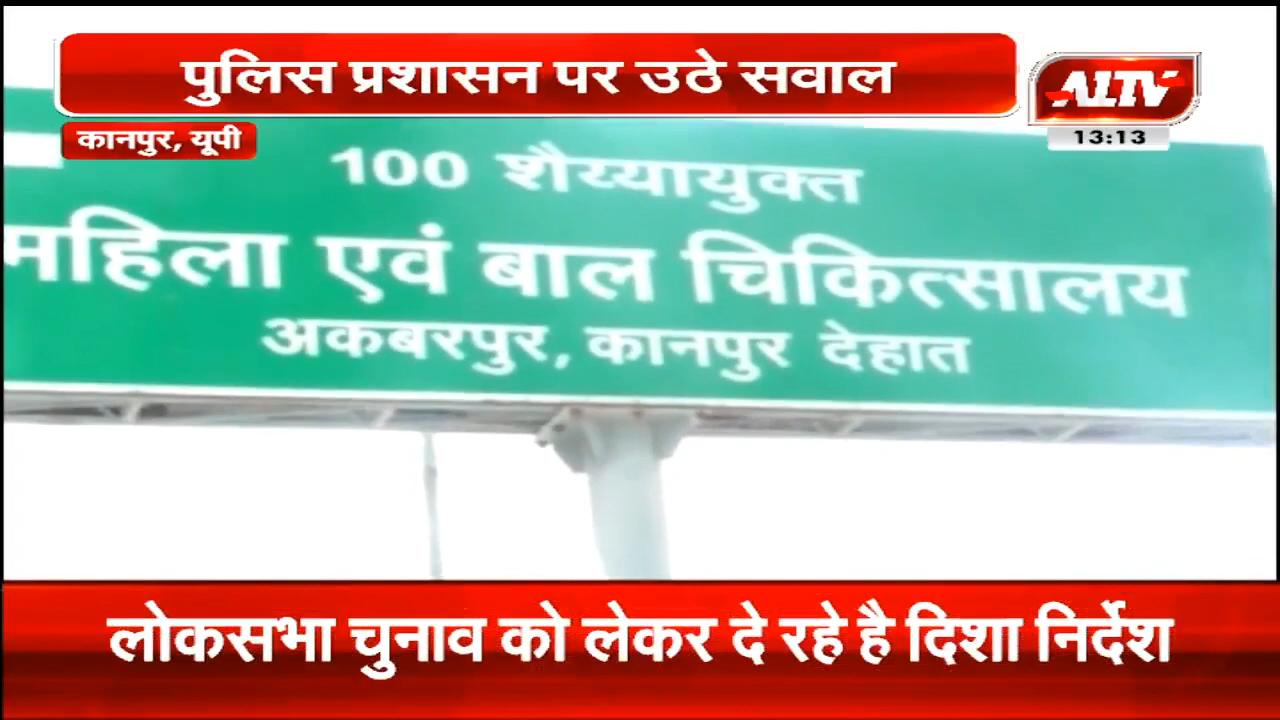 पुलिस प्रशासन पर उठे सवाल
ALTV
13:13
कानपुर, यूपी
100 शैय्यायुक्त
महिला एवं बाल चिकित्सालय
अकबरपुर, कानपुर देहात
लोकसभा चुनाव को लेकर दे रहे है दिशा निर्देश